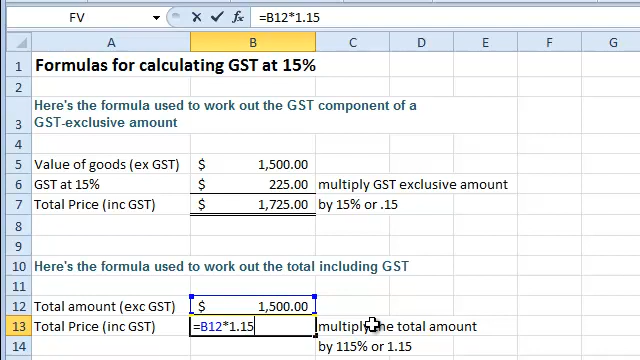 FV fx =B12*1.15
A B C D E F G
1 Formulas for calculating GST at 15%
2
Here's the formula used to work out the GST component of a
3 GST-exclusive amount
4
5 Value of goods (ex GST) $ 1,500.00
6 GST at 15% $ 225.00 multiply GST exclusive amount
7 Total Price (inc GST) $ 1,725.00 by 15% or .15
8
9
10 Here's the formula used to work out the total including GST
11
12 Total amount (exc GST) $ 1,500.00
13 Total Price (inc GST) =B12*1.15 multiply the total amount
14 by 115% or 1.15